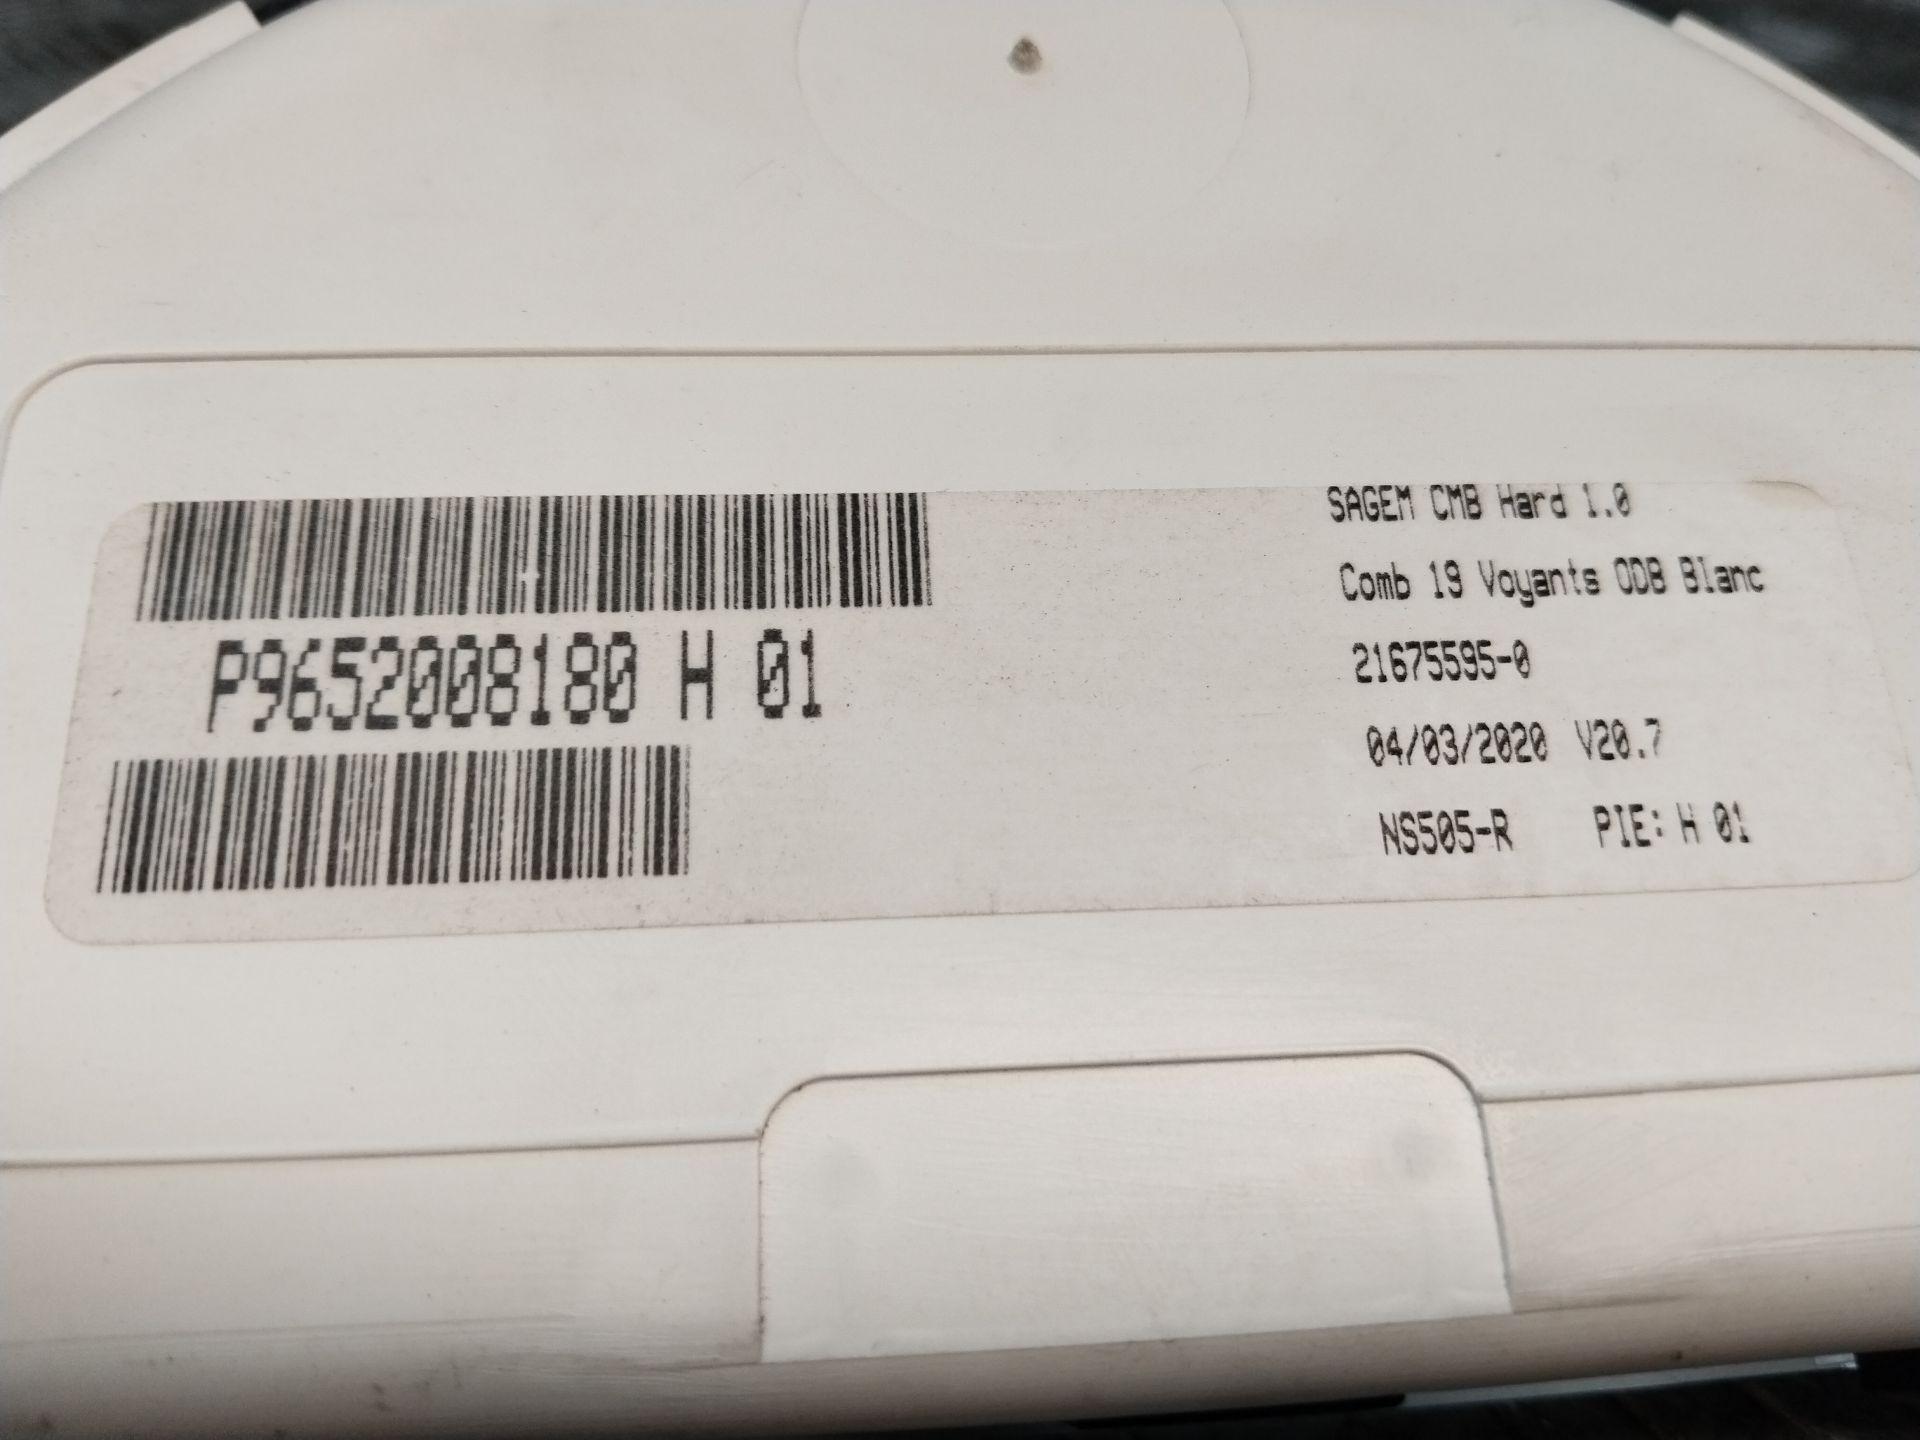 P9652008180 H 01
SAGEM CMB Hard 1.0
Comb 19 Voyants ODB Blanc
21675595-0
04/03/2020 V20.7
NS505-R PIE: H 01